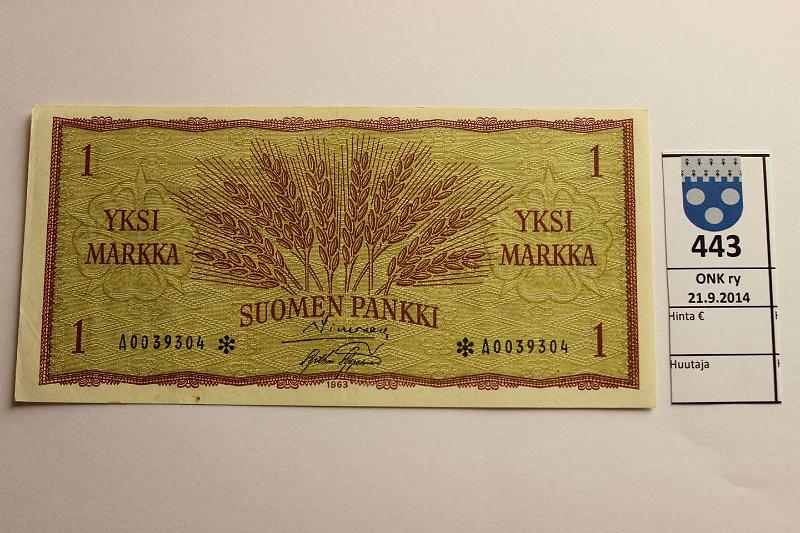 1
1
YKSI
MARKKA
YKSI
MARKKA
SUOMEN PANKKI
1
A0039304 *
* A0039304
1
1963
443
ONK ry
21.9.2014
Hinta €
Huutaja